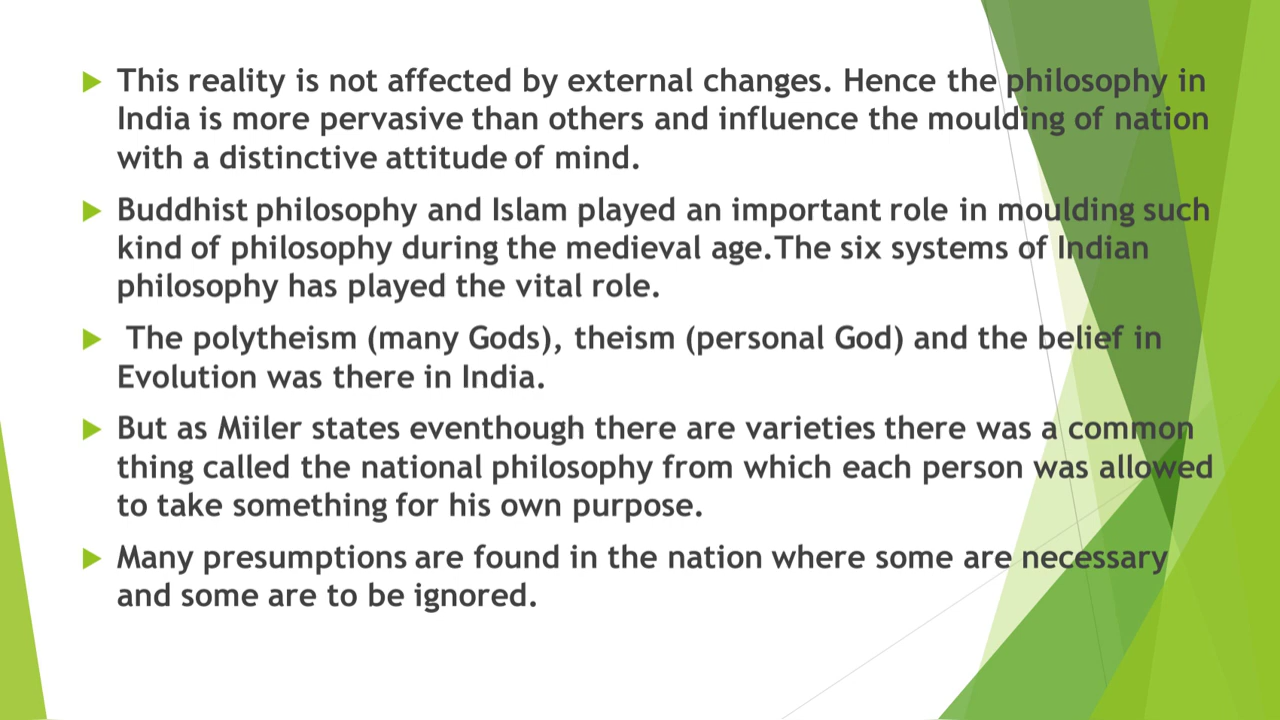 This reality is not affected by external changes. Hence the philosophy in
India is more pervasive than others and influence the moulding of nation
with a distinctive attitude of mind.
Buddhist philosophy and Islam played an important role in moulding such
kind of philosophy during the medieval age.The six systems of Indian
philosophy has played the vital role.
The polytheism (many Gods), theism (personal God) and the belief in
Evolution was there in India.
But as Miiler states eventhough there are varieties there was a common
thing called the national philosophy from which each person was allowed
to take something for his own purpose.
Many presumptions are found in the nation where some are necessary
and some are to be ignored.